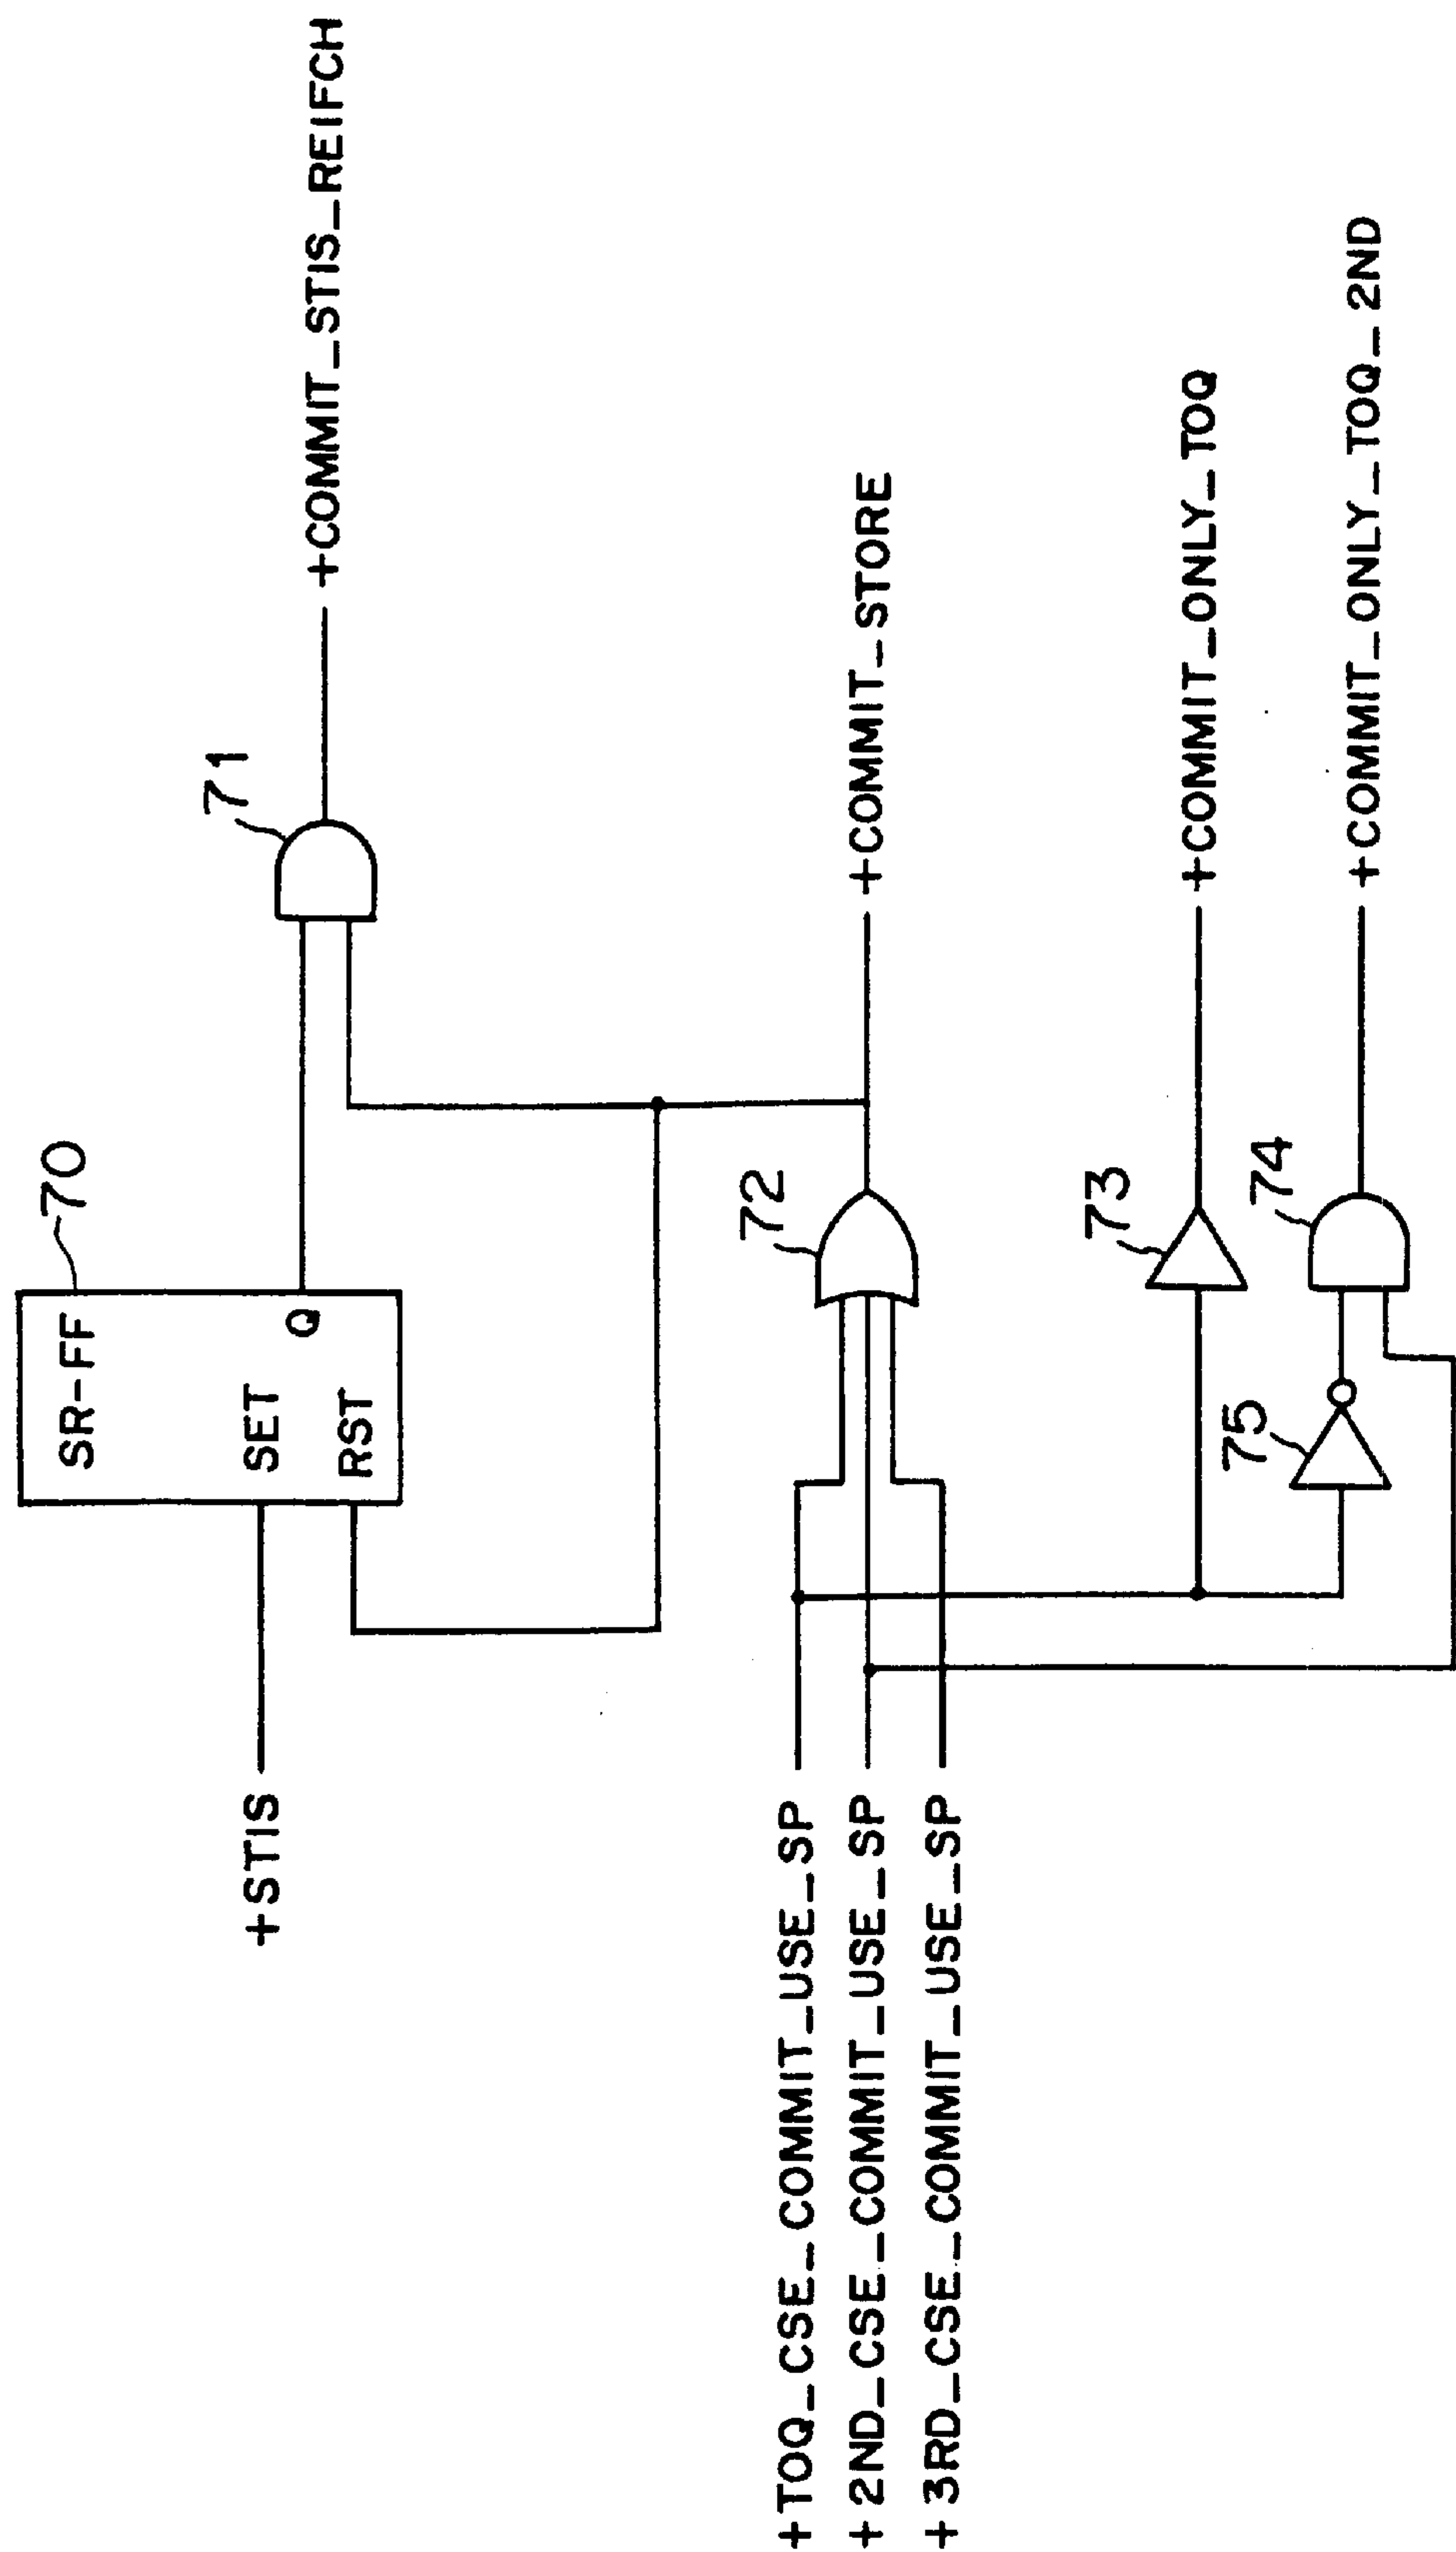 70
SR-FF
SET
Q
RST
+STIS
71
+COMMIT_STIS_REIFCH
+TOQ_CSE_COMMIT_USE_SP
+2ND_CSE_COMMIT_USE_SP
+3RD_CSE_COMMIT_USE_SP
72
+COMMIT_STORE
73
+COMMIT_ONLY_TOQ
75
74
+COMMIT_ONLY_TOQ_2ND